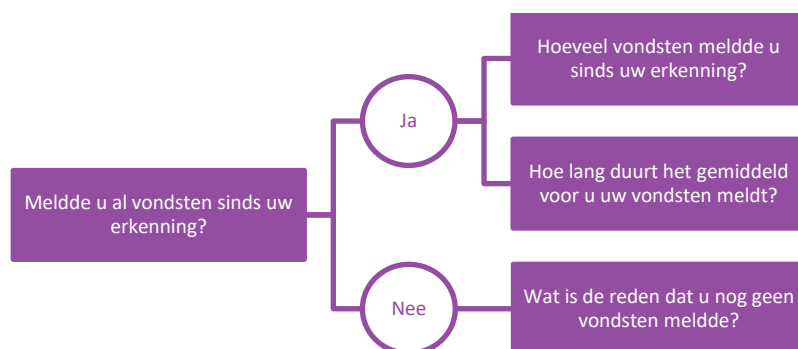 Hoeveel vondsten meldde u
sinds uw erkenning?
Ja
Hoe lang duurt het gemiddeld
voor u uw vondsten meldt?
Meldde u al vondsten sinds uw
erkenning?
Nee
Wat is de reden dat u nog geen
vondsten meldde?